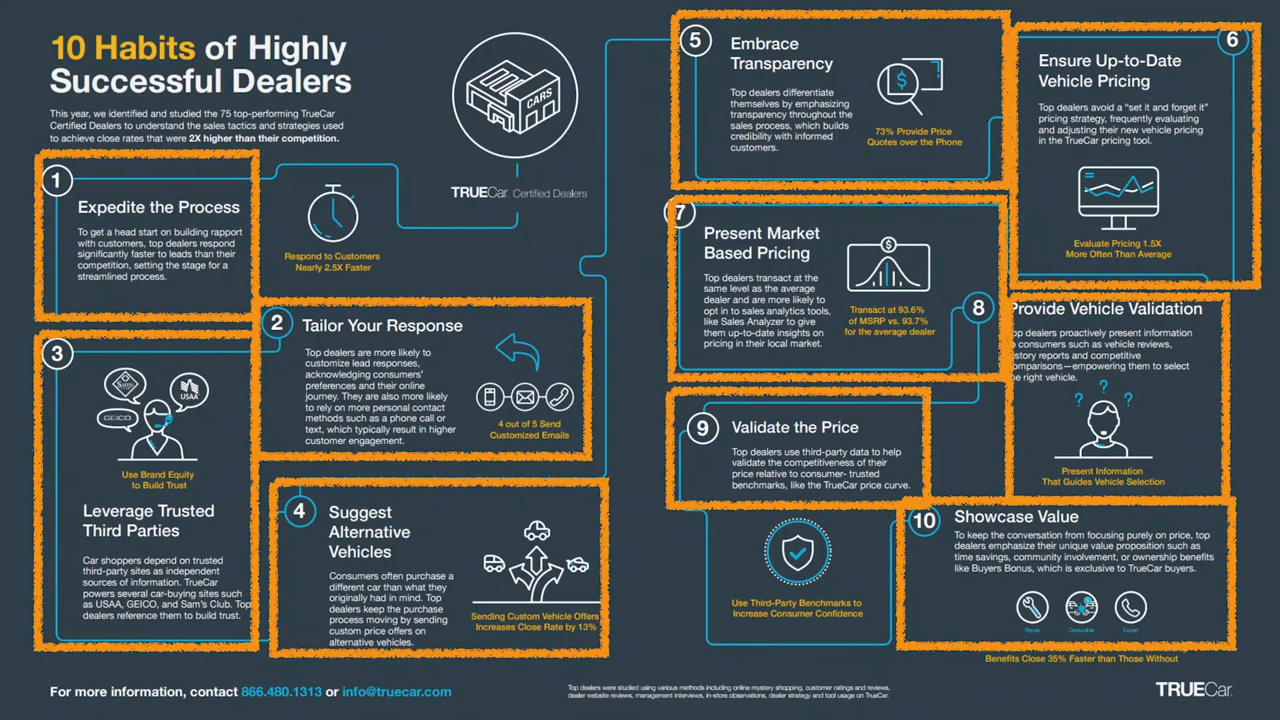 10 Habits of Highly
Successful Dealers
This year, we identified and studied the 75 top-performing TrueCar
Certified Dealers to understand the sales tactics and strategies used
to achieve close rates that were 2X higher than their competition.
CARS
TRUECar. Certified Dealers
1
Expedite the Process
To get a head start on building rapport
with customers, top dealers respond
significantly faster to leads than their
competition, setting the stage for a
streamlined process.
Respond to Customers
Nearly 2.5X Faster
2
Tailor Your Response
Top dealers are more likely to
customize lead responses,
acknowledging consumers'
preferences and their online
journey. They are also more likely
to rely on more personal contact
methods such as a phone call or
text, which typically result in higher
customer engagement.
4 out of 5 Send
Customized Emails
3
Sam's
USAA
GEICO
Use Brand Equity
to Build Trust
Leverage Trusted
Third Parties
Car shoppers depend on trusted
third-party sites as independent
sources of information. TrueCar
powers several car-buying sites such
as USAA, GEICO, and Sam's Club. Top
dealers reference them to build trust.
4
Suggest
Alternative
Vehicles
Consumers often purchase a
different car than what they
originally had in mind. Top
dealers keep the purchase
process moving by sending
custom price offers on
alternative vehicles.
Sending Custom Vehicle Offers
Increases Close Rate by 13%
5
Embrace
Transparency
Top dealers differentiate
themselves by emphasizing
transparency throughout the
sales process, which builds
credibility with informed
customers.
$
73% Provide Price
Quotes over the Phone
6
Ensure Up-to-Date
Vehicle Pricing
Top dealers avoid a "set it and forget it"
pricing strategy, frequently evaluating
and adjusting their new vehicle pricing
in the TrueCar pricing tool.
Evaluate Pricing 1.5X
More Often Than Average
7
Present Market
Based Pricing
Top dealers transact at the
same level as the average
dealer and are more likely to
opt in to sales analytics tools,
like Sales Analyzer to give
them up-to-date insights on
pricing in their local market.
$
Transact at 93.6%
of MSRP vs. 93.7%
for the average dealer
8
Provide Vehicle Validation
op dealers proactively present information
consumers such as vehicle reviews,
story reports and competitive
omparisons—empowering them to select
he right vehicle.
? ? ?
Present Information
That Guides Vehicle Selection
9
Validate the Price
Top dealers use third-party data to help
validate the competitiveness of their
price relative to consumer- trusted
benchmarks, like the TrueCar price curve.
Use Third-Party Benchmarks to
Increase Consumer Confidence
10
Showcase Value
To keep the conversation from focusing purely on price, top
dealers emphasize their unique value proposition such as
time savings, community involvement, or ownership benefits
like Buyers Bonus, which is exclusive to TrueCar buyers.
Repair
Deductible
Expert
Benefits Close 35% Faster than Those Without
For more information, contact 866.480.1313 or info@truecar.com
Top dealers were studied using various methods including online mystery shopping, customer ratings and reviews,
dealer website reviews, management interviews, in-store observations, dealer strategy and tool usage on TrueCar.
TRUECar.